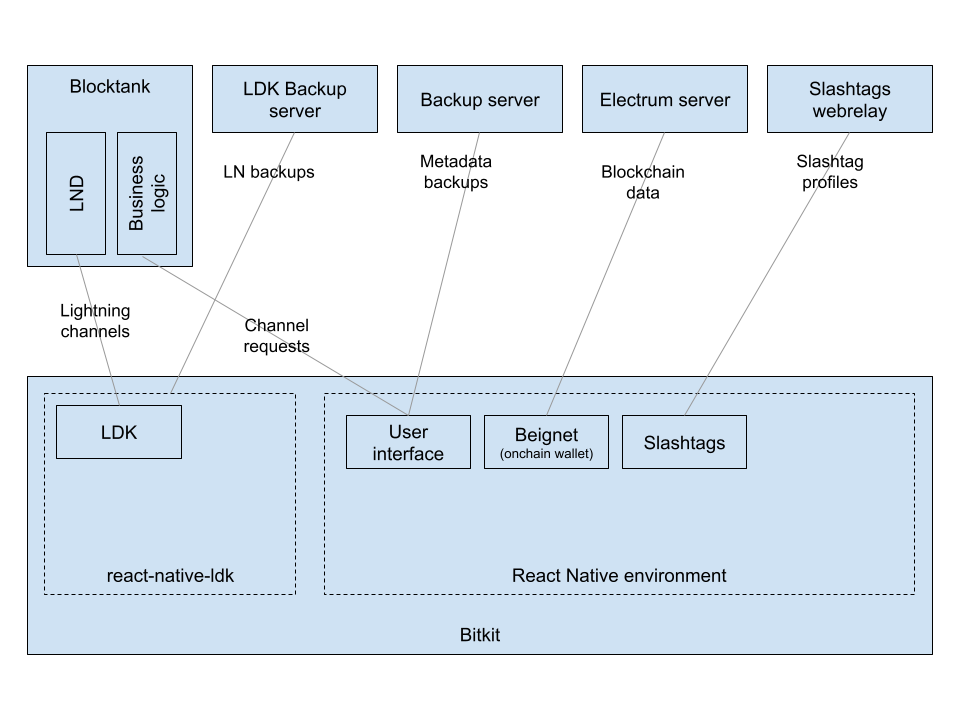 Blocktank
LND
Business
logic
LDK Backup
server
Backup server
Electrum server
Slashtags
webrelay
LN backups
Metadata
backups
Blockchain
data
Slashtag
profiles
Lightning
channels
Channel
requests
LDK
User
interface
Beignet
(onchain wallet)
Slashtags
react-native-ldk
React Native environment
Bitkit